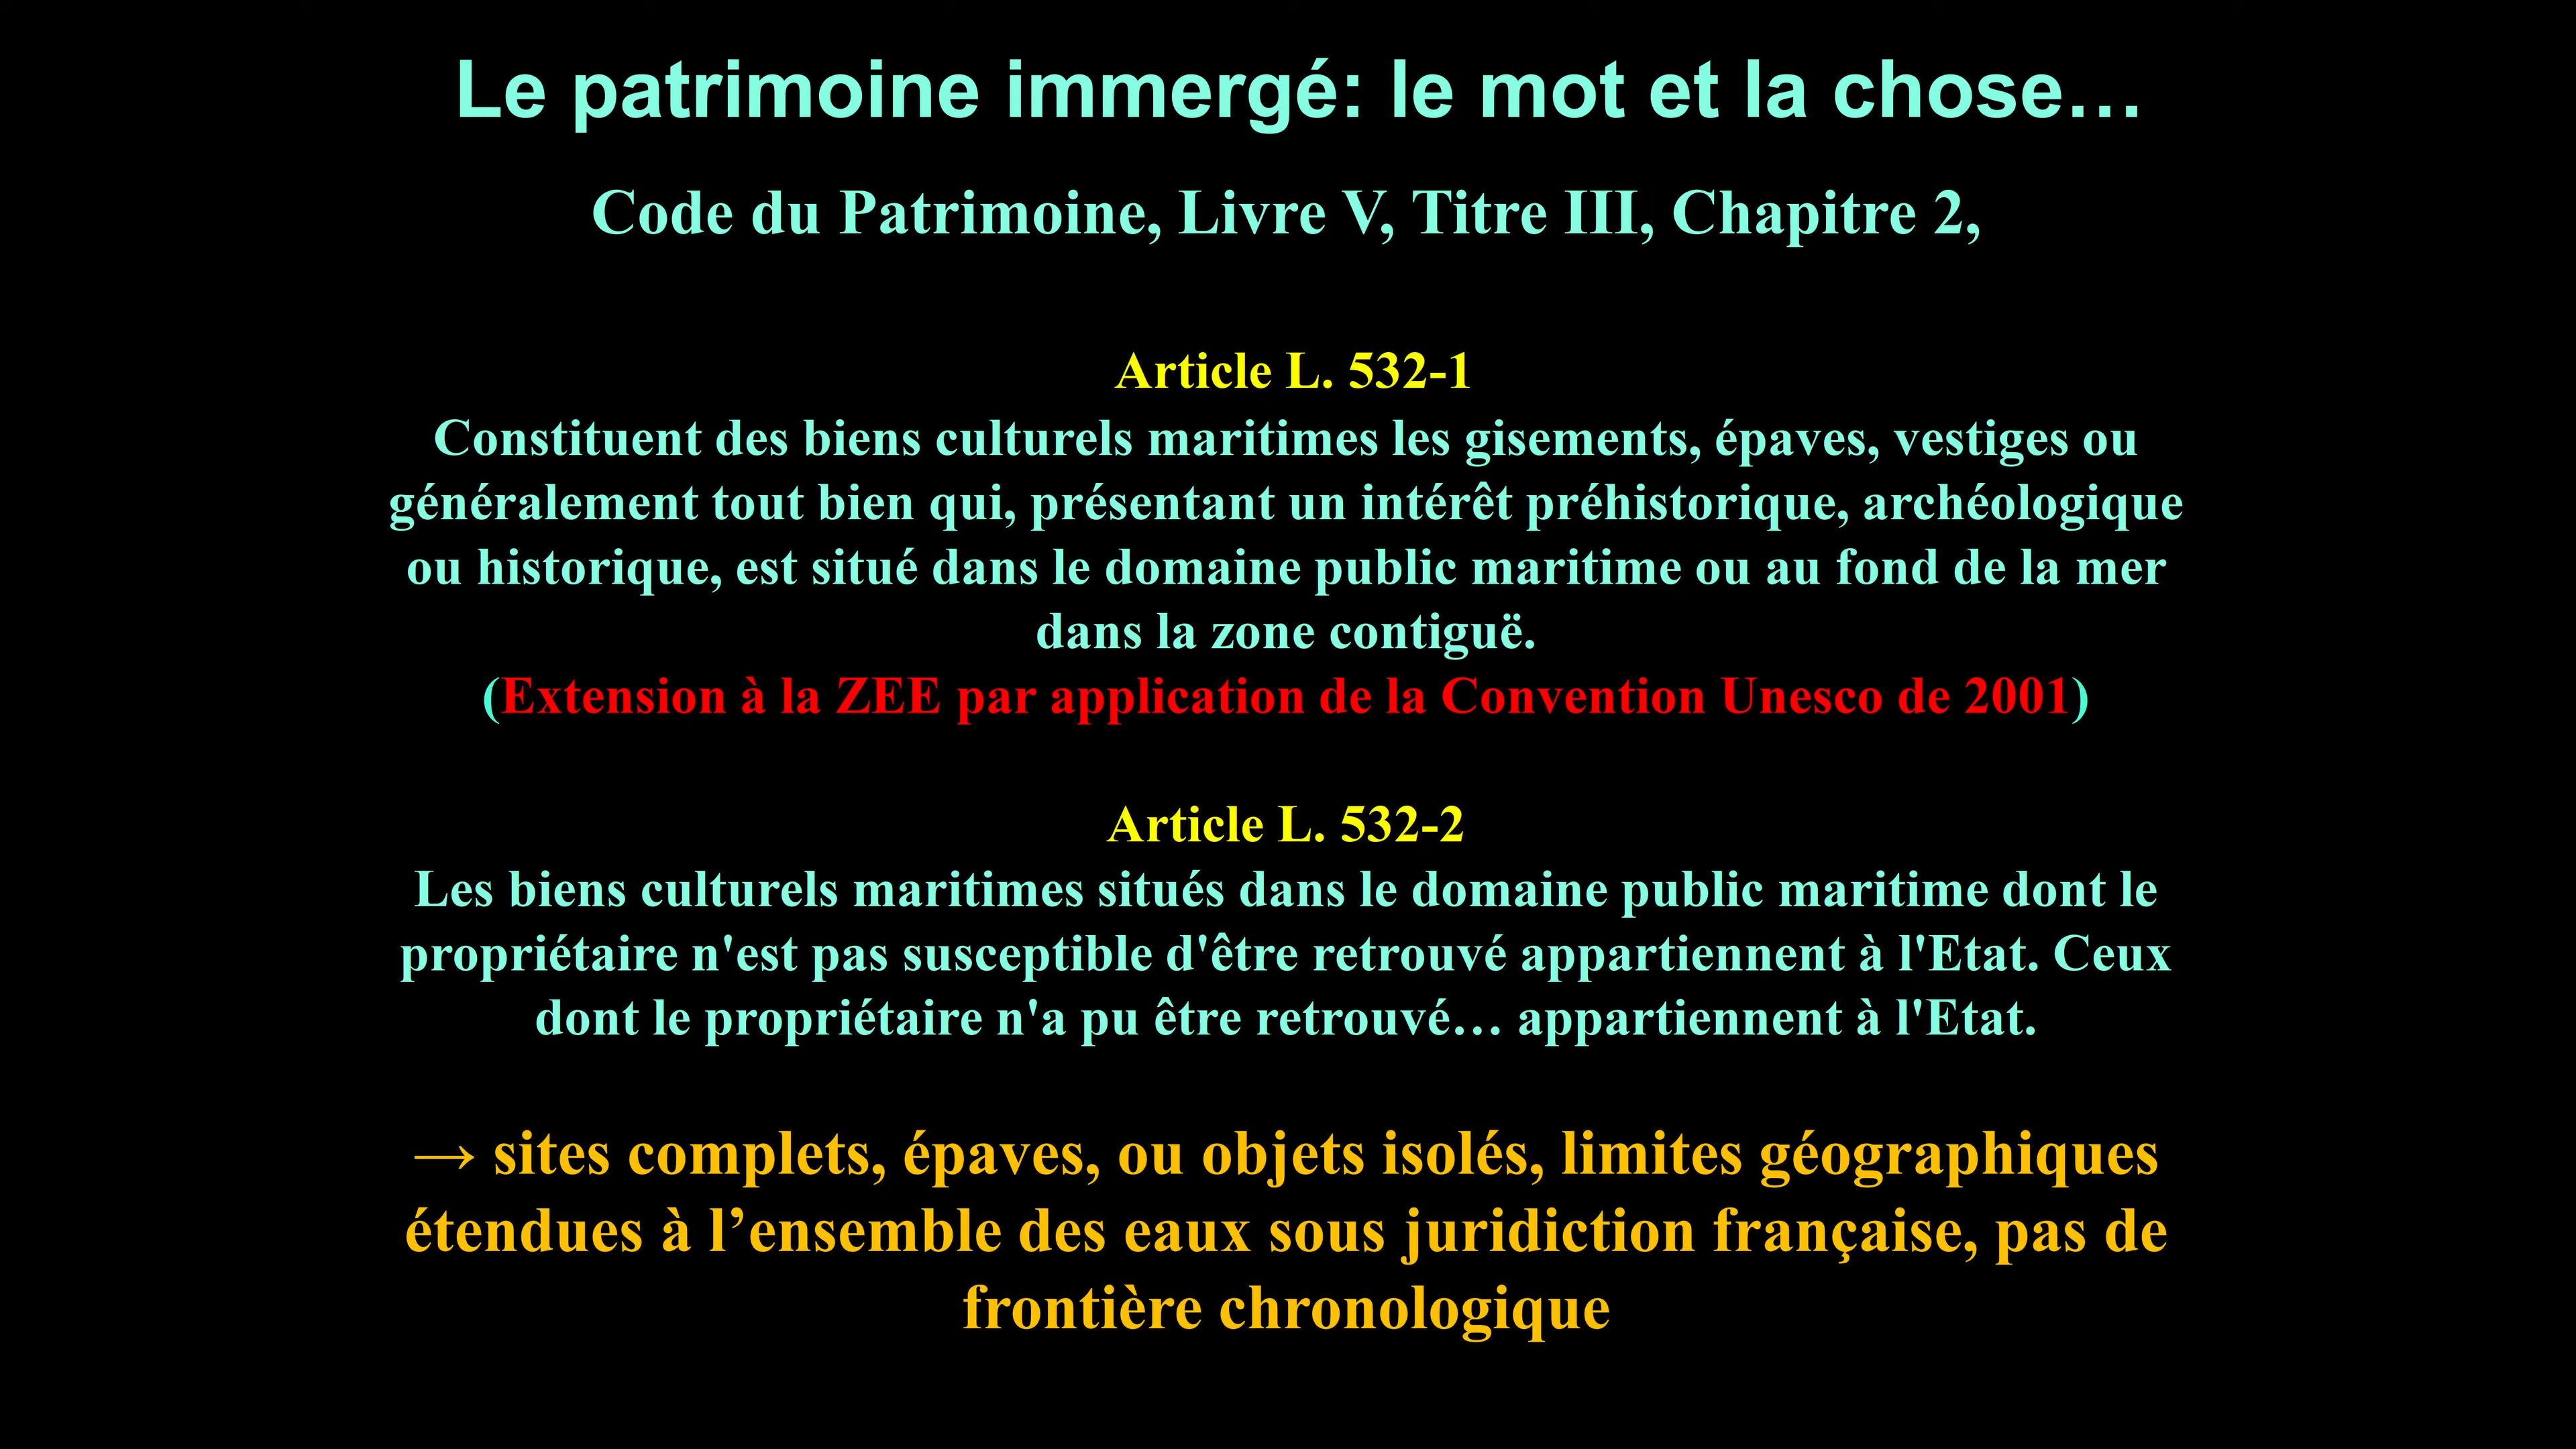 Le patrimoine immergé: le mot et la chose…
Code du Patrimoine, Livre V, Titre III, Chapitre 2,
Article L. 532-1
Constituent des biens culturels maritimes les gisements, épaves, vestiges ou
généralement tout bien qui, présentant un intérêt préhistorique, archéologique
ou historique, est situé dans le domaine public maritime ou au fond de la mer
dans la zone contiguë.
(Extension à la ZEE par application de la Convention Unesco de 2001)
Article L. 532-2
Les biens culturels maritimes situés dans le domaine public maritime dont le
propriétaire n'est pas susceptible d'être retrouvé appartiennent à l'Etat. Ceux
dont le propriétaire n'a pu être retrouvé… appartiennent à l'Etat.
→ sites complets, épaves, ou objets isolés, limites géographiques
étendues à l’ensemble des eaux sous juridiction française, pas de
frontière chronologique